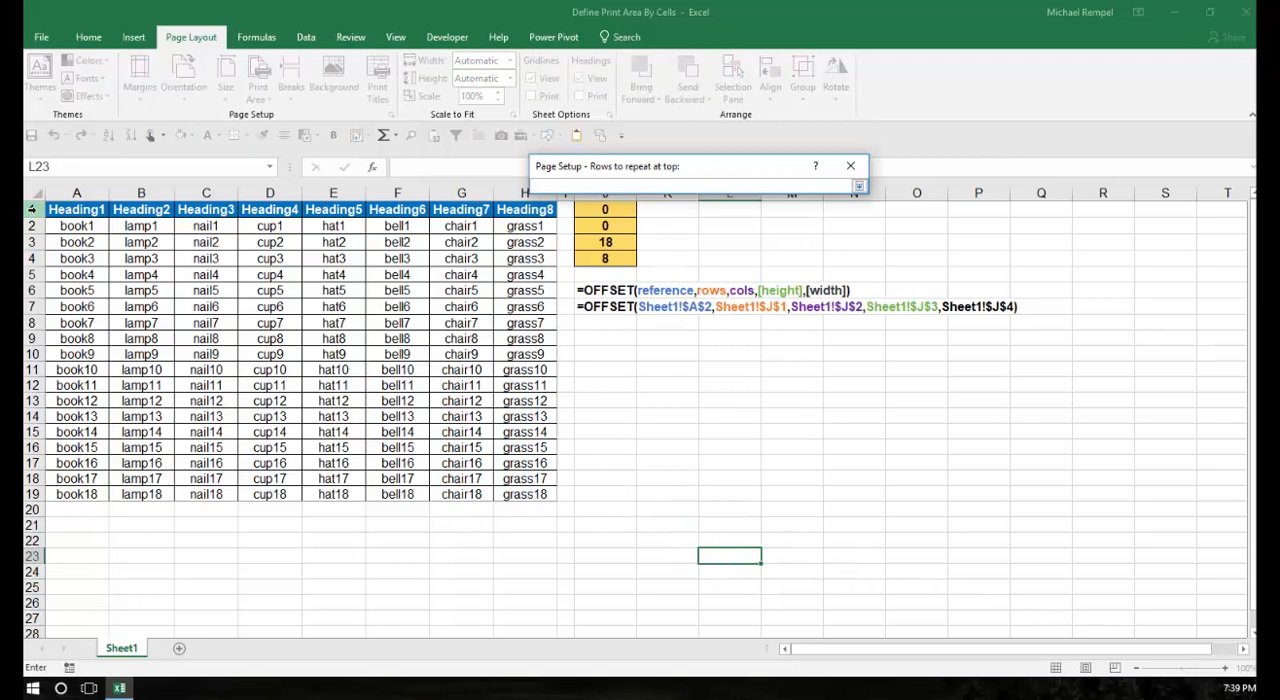 Define Print Area By Cells - Excel
Michael Rempel
File Home Insert Page Layout Formulas Data Review View Developer Help Power Pivot Search
Share
Themes
Colors
Fonts
Effects
Margins
Orientation
Size
Print Area
Breaks
Background
Print Titles
Width: Automatic
Height: Automatic
Scale: 100%
Gridlines
View
Print
Headings
View
Print
Bring Forward
Send Backward
Selection Pane
Align
Group
Rotate
Themes
Page Setup
Scale to Fit
Sheet Options
Arrange
L23
fx
Page Setup - Rows to repeat at top:
?
A B C D E F G H
O P Q R S T
Heading1 Heading2 Heading3 Heading4 Heading5 Heading6 Heading7 Heading8 0
2 book1 lamp1 nail1 cup1 hat1 bell1 chair1 grass1 0
3 book2 lamp2 nail2 cup2 hat2 bell2 chair2 grass2 18
4 book3 lamp3 nail3 cup3 hat3 bell3 chair3 grass3 8
5 book4 lamp4 nail4 cup4 hat4 bell4 chair4 grass4
6 book5 lamp5 nail5 cup5 hat5 bell5 chair5 grass5 =OFFSET(reference,rows,cols,[height],[width])
7 book6 lamp6 nail6 cup6 hat6 bell6 chair6 grass6 =OFFSET(Sheet1!$A$2,Sheet1!$J$1,Sheet1!$J$2,Sheet1!$J$3,Sheet1!$J$4)
8 book7 lamp7 nail7 cup7 hat7 bell7 chair7 grass7
9 book8 lamp8 nail8 cup8 hat8 bell8 chair8 grass8
10 book9 lamp9 nail9 cup9 hat9 bell9 chair9 grass9
11 book10 lamp10 nail10 cup10 hat10 bell10 chair10 grass10
12 book11 lamp11 nail11 cup11 hat11 bell11 chair11 grass11
13 book12 lamp12 nail12 cup12 hat12 bell12 chair12 grass12
14 book13 lamp13 nail13 cup13 hat13 bell13 chair13 grass13
15 book14 lamp14 nail14 cup14 hat14 bell14 chair14 grass14
16 book15 lamp15 nail15 cup15 hat15 bell15 chair15 grass15
17 book16 lamp16 nail16 cup16 hat16 bell16 chair16 grass16
18 book17 lamp17 nail17 cup17 hat17 bell17 chair17 grass17
19 book18 lamp18 nail18 cup18 hat18 bell18 chair18 grass18
20
21
22
23
24
25
26
27
28
Sheet1
Enter
100%
7:39 PM